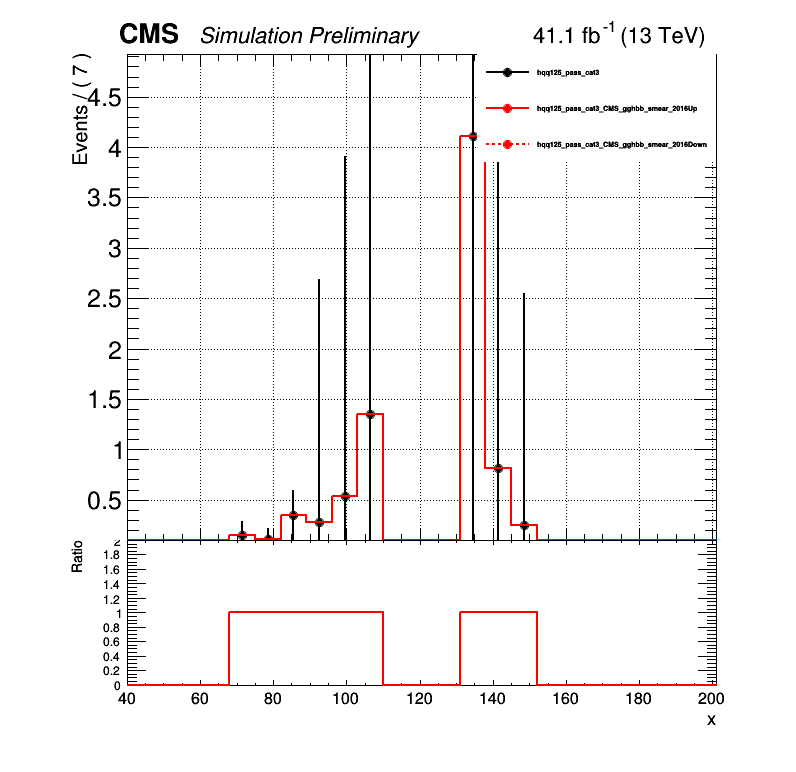 CMS Simulation Preliminary 41.1 fb-1 (13 TeV)
Events / ( 7 )
hqq125_pass_cat3
hqq125_pass_cat3_CMS_gghbb_smear_2016Up
hqq125_pass_cat3_CMS_gghbb_smear_2016Down
4.5
4
3.5
3
2.5
2
1.5
1
0.5
Ratio
2
1.8
1.6
1.4
1.2
1
0.8
0.6
0.4
0.2
0
40 60 80 100 120 140 160 180 200
x